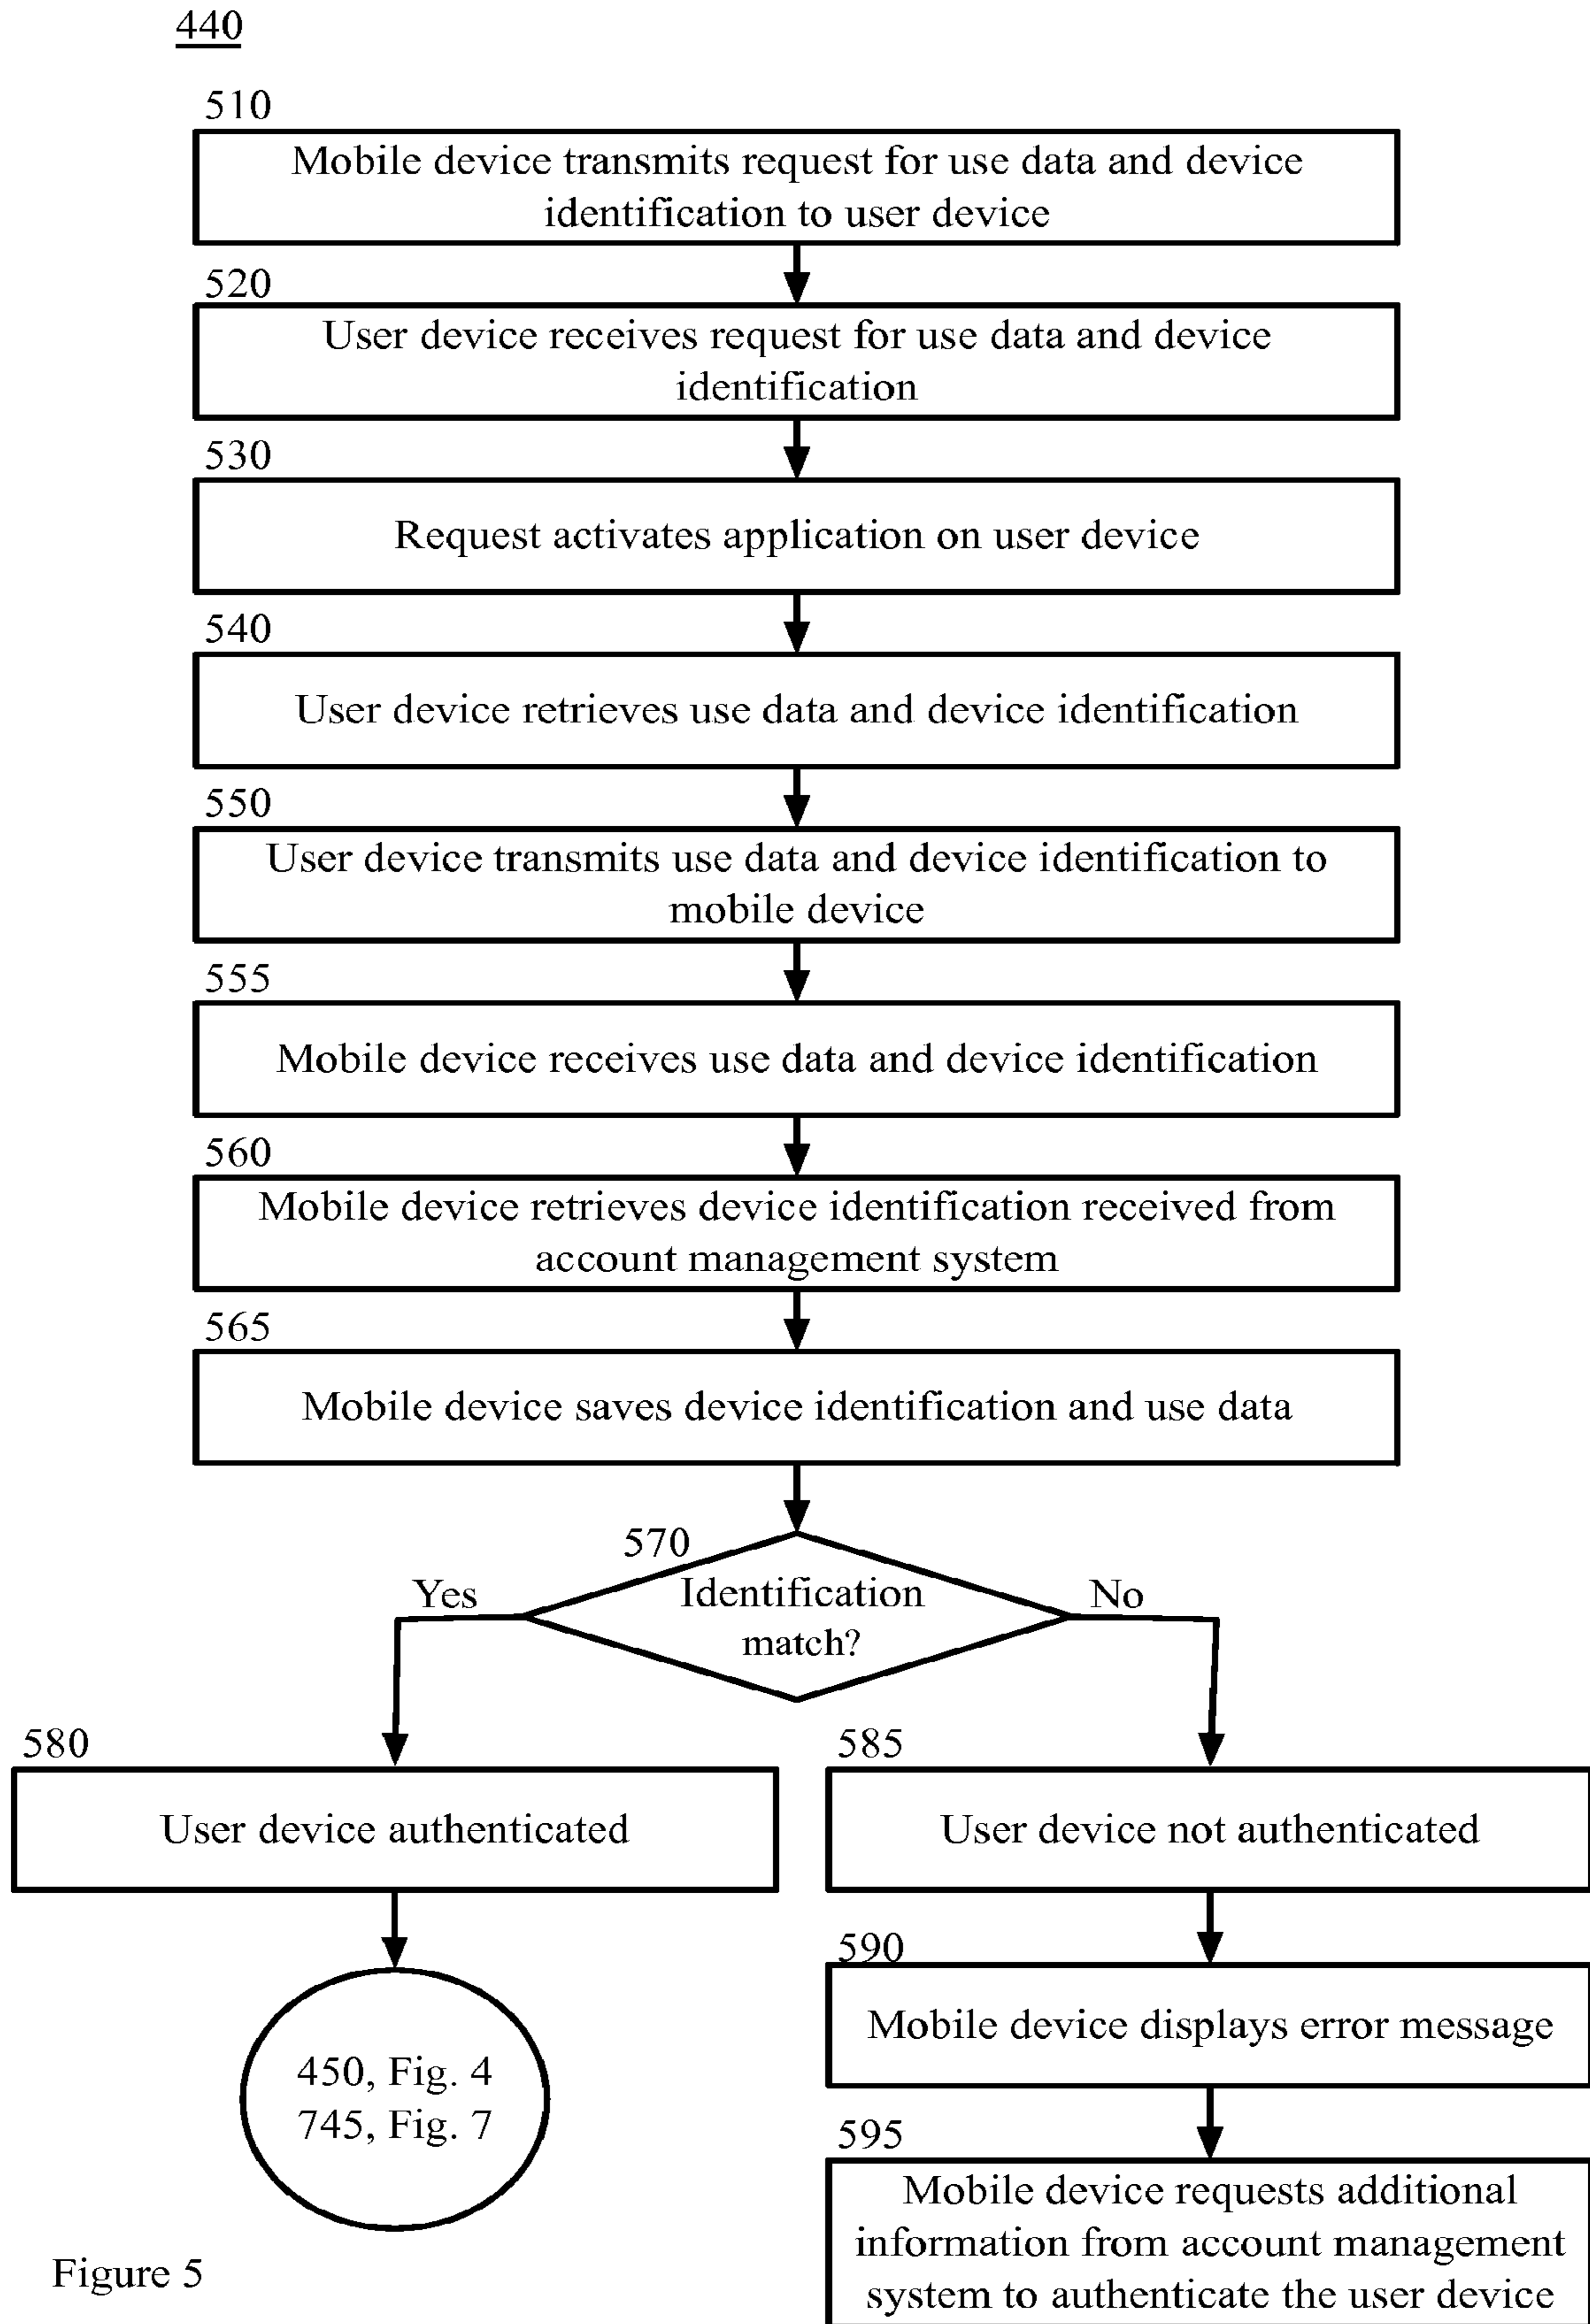 440
510
Mobile device transmits request for use data and device
identification to user device
520
User device receives request for use data and device
identification
530
Request activates application on user device
540
User device retrieves use data and device identification
550
User device transmits use data and device identification to
mobile device
555
Mobile device receives use data and device identification
560
Mobile device retrieves device identification received from
account management system
565
Mobile device saves device identification and use data
570
Identification
match?
Yes
No
580
User device authenticated
450, Fig. 4
745, Fig. 7
585
User device not authenticated
590
Mobile device displays error message
595
Mobile device requests additional
information from account management
system to authenticate the user device
Figure 5